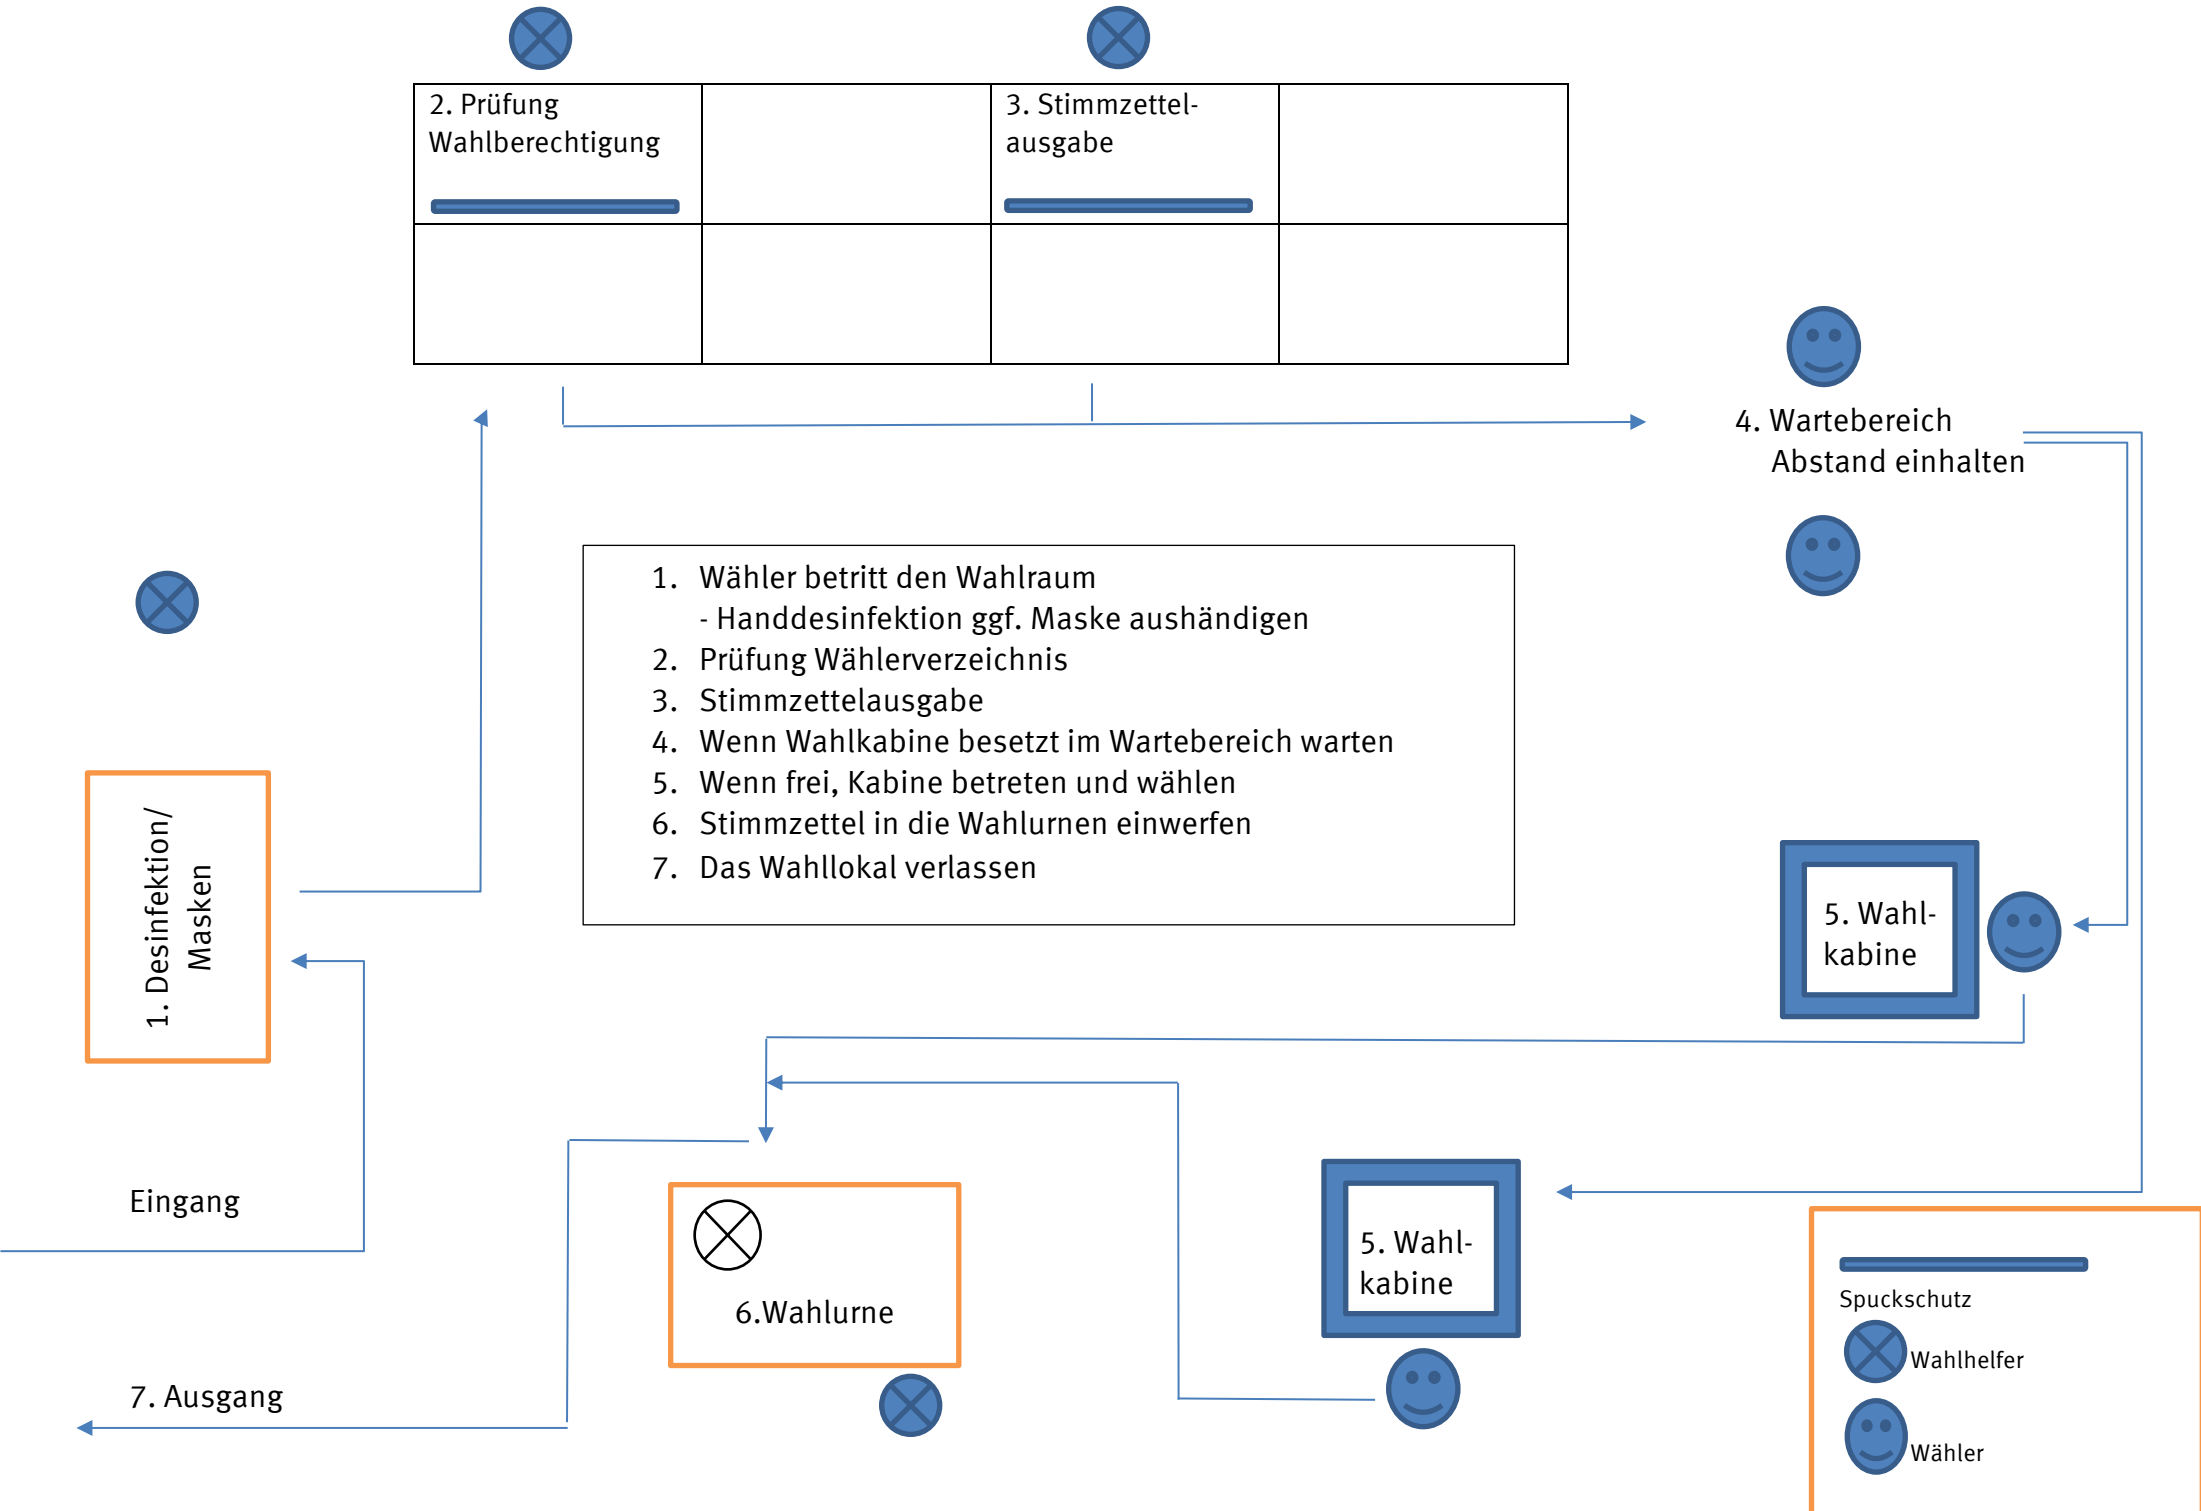 2. Prüfung
Wahlberechtigung
3. Stimmzettel-
ausgabe
4. Wartebereich
Abstand einhalten
1. Wähler betritt den Wahlraum
- Handdesinfektion ggf. Maske aushändigen
2. Prüfung Wählerverzeichnis
3. Stimmzettelausgabe
4. Wenn Wahlkabine besetzt im Wartebereich warten
5. Wenn frei, Kabine betreten und wählen
6. Stimmzettel in die Wahlurnen einwerfen
7. Das Wahllokal verlassen
1. Desinfektion/
Masken
5. Wahl-
kabine
Eingang
5. Wahl-
kabine
6.Wahlurne
7. Ausgang
Spuckschutz
Wahlhelfer
Wähler